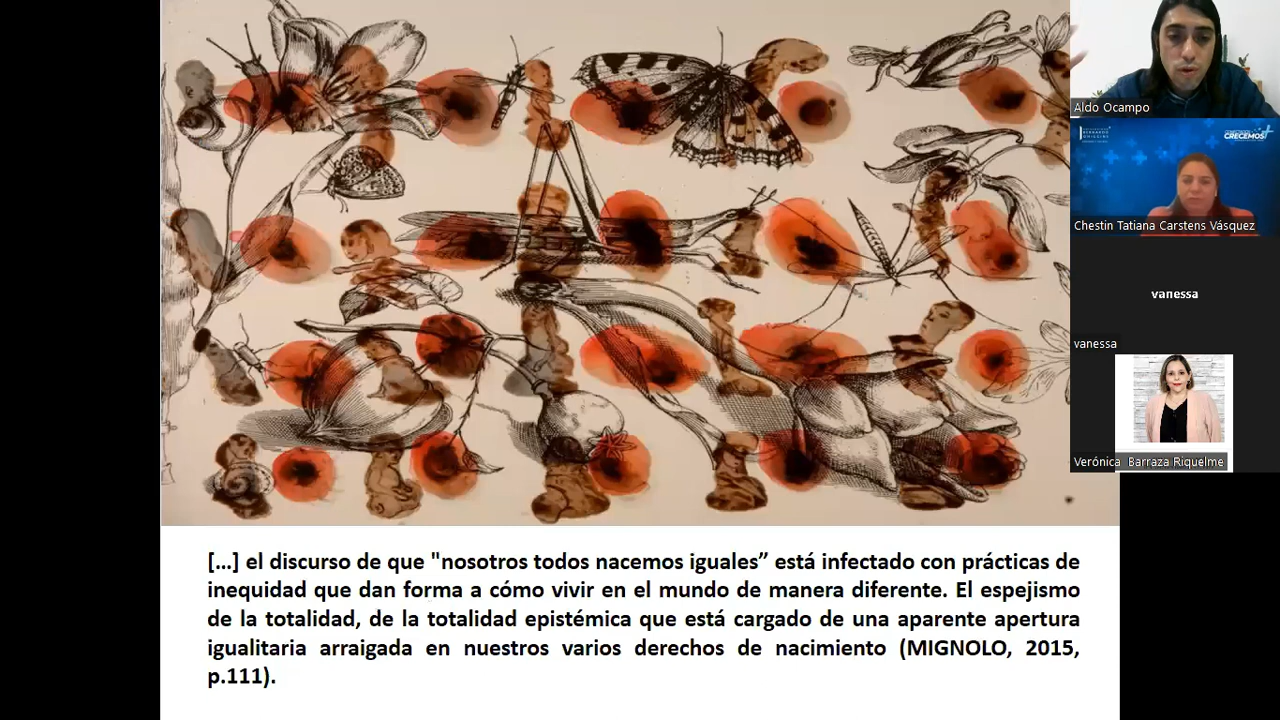 Aldo Ocampo
BERNARDO
O'HIGGINS
CRECEMOS+
Chestin Tatiana Carstens Vásquez
vanessa
vanessa
Verónica Barraza Riquelme
[...] el discurso de que "nosotros todos nacemos iguales” está infectado con prácticas de
inequidad que dan forma a cómo vivir en el mundo de manera diferente. El espejismo
de la totalidad, de la totalidad epistémica que está cargado de una aparente apertura
igualitaria arraigada en nuestros varios derechos de nacimiento (MIGNOLO, 2015,
p.111).